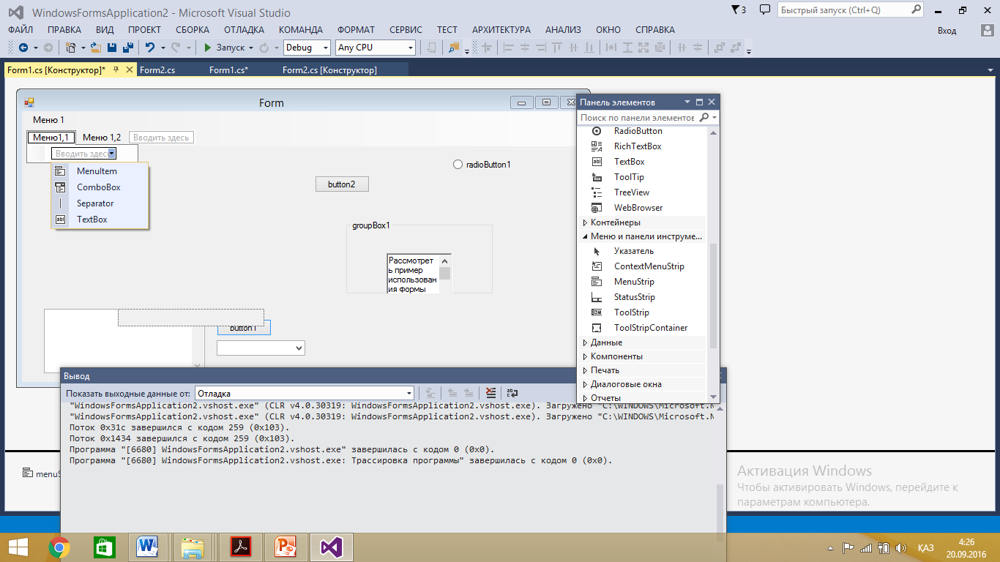 WindowsFormsApplication2 - Microsoft Visual Studio
3
Быстрый запуск (Ctrl+Q)
ФАЙЛ ПРАВКА ВИД ПРОЕКТ СБОРКА ОТЛАДКА КОМАНДА ФОРМАТ СЕРВИС ТЕСТ АРХИТЕКТУРА АНАЛИЗ ОКНО СПРАВКА
Вход
Запуск Debug Any CPU
Form1.cs [Конструктор]* Form2.cs Form1.cs* Form2.cs [Конструктор]
Form
Меню 1
Меню1,1 Меню 1,2 Вводить здесь
Вводить здесь
MenuItem
ComboBox
Separator
TextBox
radioButton1
button2
groupBox1
Рассмотрет
ь пример
использован
ия формы
button1
Панель элементов
Поиск по панели элементов
RadioButton
RichTextBox
TextBox
ToolTip
TreeView
WebBrowser
Контейнеры
Меню и панели инструме...
Указатель
ContextMenuStrip
MenuStrip
StatusStrip
ToolStrip
ToolStripContainer
Данные
Компоненты
Печать
Диалоговые окна
Отчеты
Вывод
Показать выходные данные от: Отладка
"WindowsFormsApplication2.vshost.exe" (CLR v4.0.30319: WindowsFormsApplication2.vshost.exe). Загружено "C:\WINDOWS\Microsoft.N
"WindowsFormsApplication2.vshost.exe" (CLR v4.0.30319: WindowsFormsApplication2.vshost.exe). Загружено "C:\WINDOWS\Microsoft.N
Поток 0x31c завершился с кодом 259 (0x103).
Поток 0x1434 завершился с кодом 259 (0x103).
Программа "[6680] WindowsFormsApplication2.vshost.exe" завершилась с кодом 0 (0x0).
Программа "[6680] WindowsFormsApplication2.vshost.exe: Трассировка программы" завершилась с кодом 0 (0x0).
menuS
Активация Windows
Чтобы активировать Windows, перейдите к
параметрам компьютера.
ҚАЗ
4:26
20.09.2016